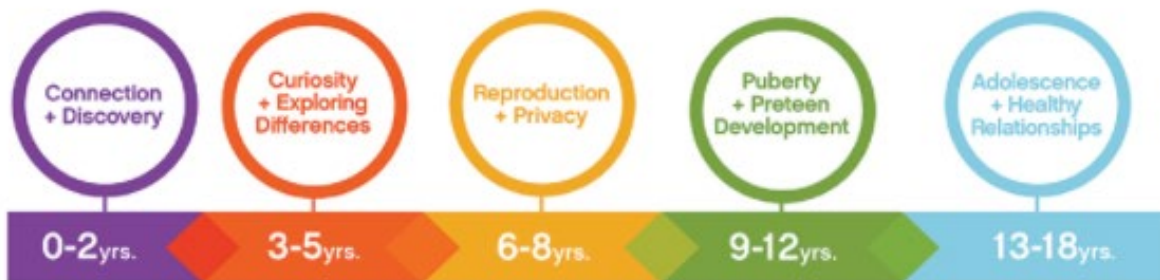 Connection
+ Discovery
Curiosity
+ Exploring
Differences
Reproduction
+ Privacy
Puberty
+ Preteen
Development
Adolescence
+ Healthy
Relationships
0-2yrs.
3-5yrs.
6-8yrs.
9-12yrs.
13-18yrs.